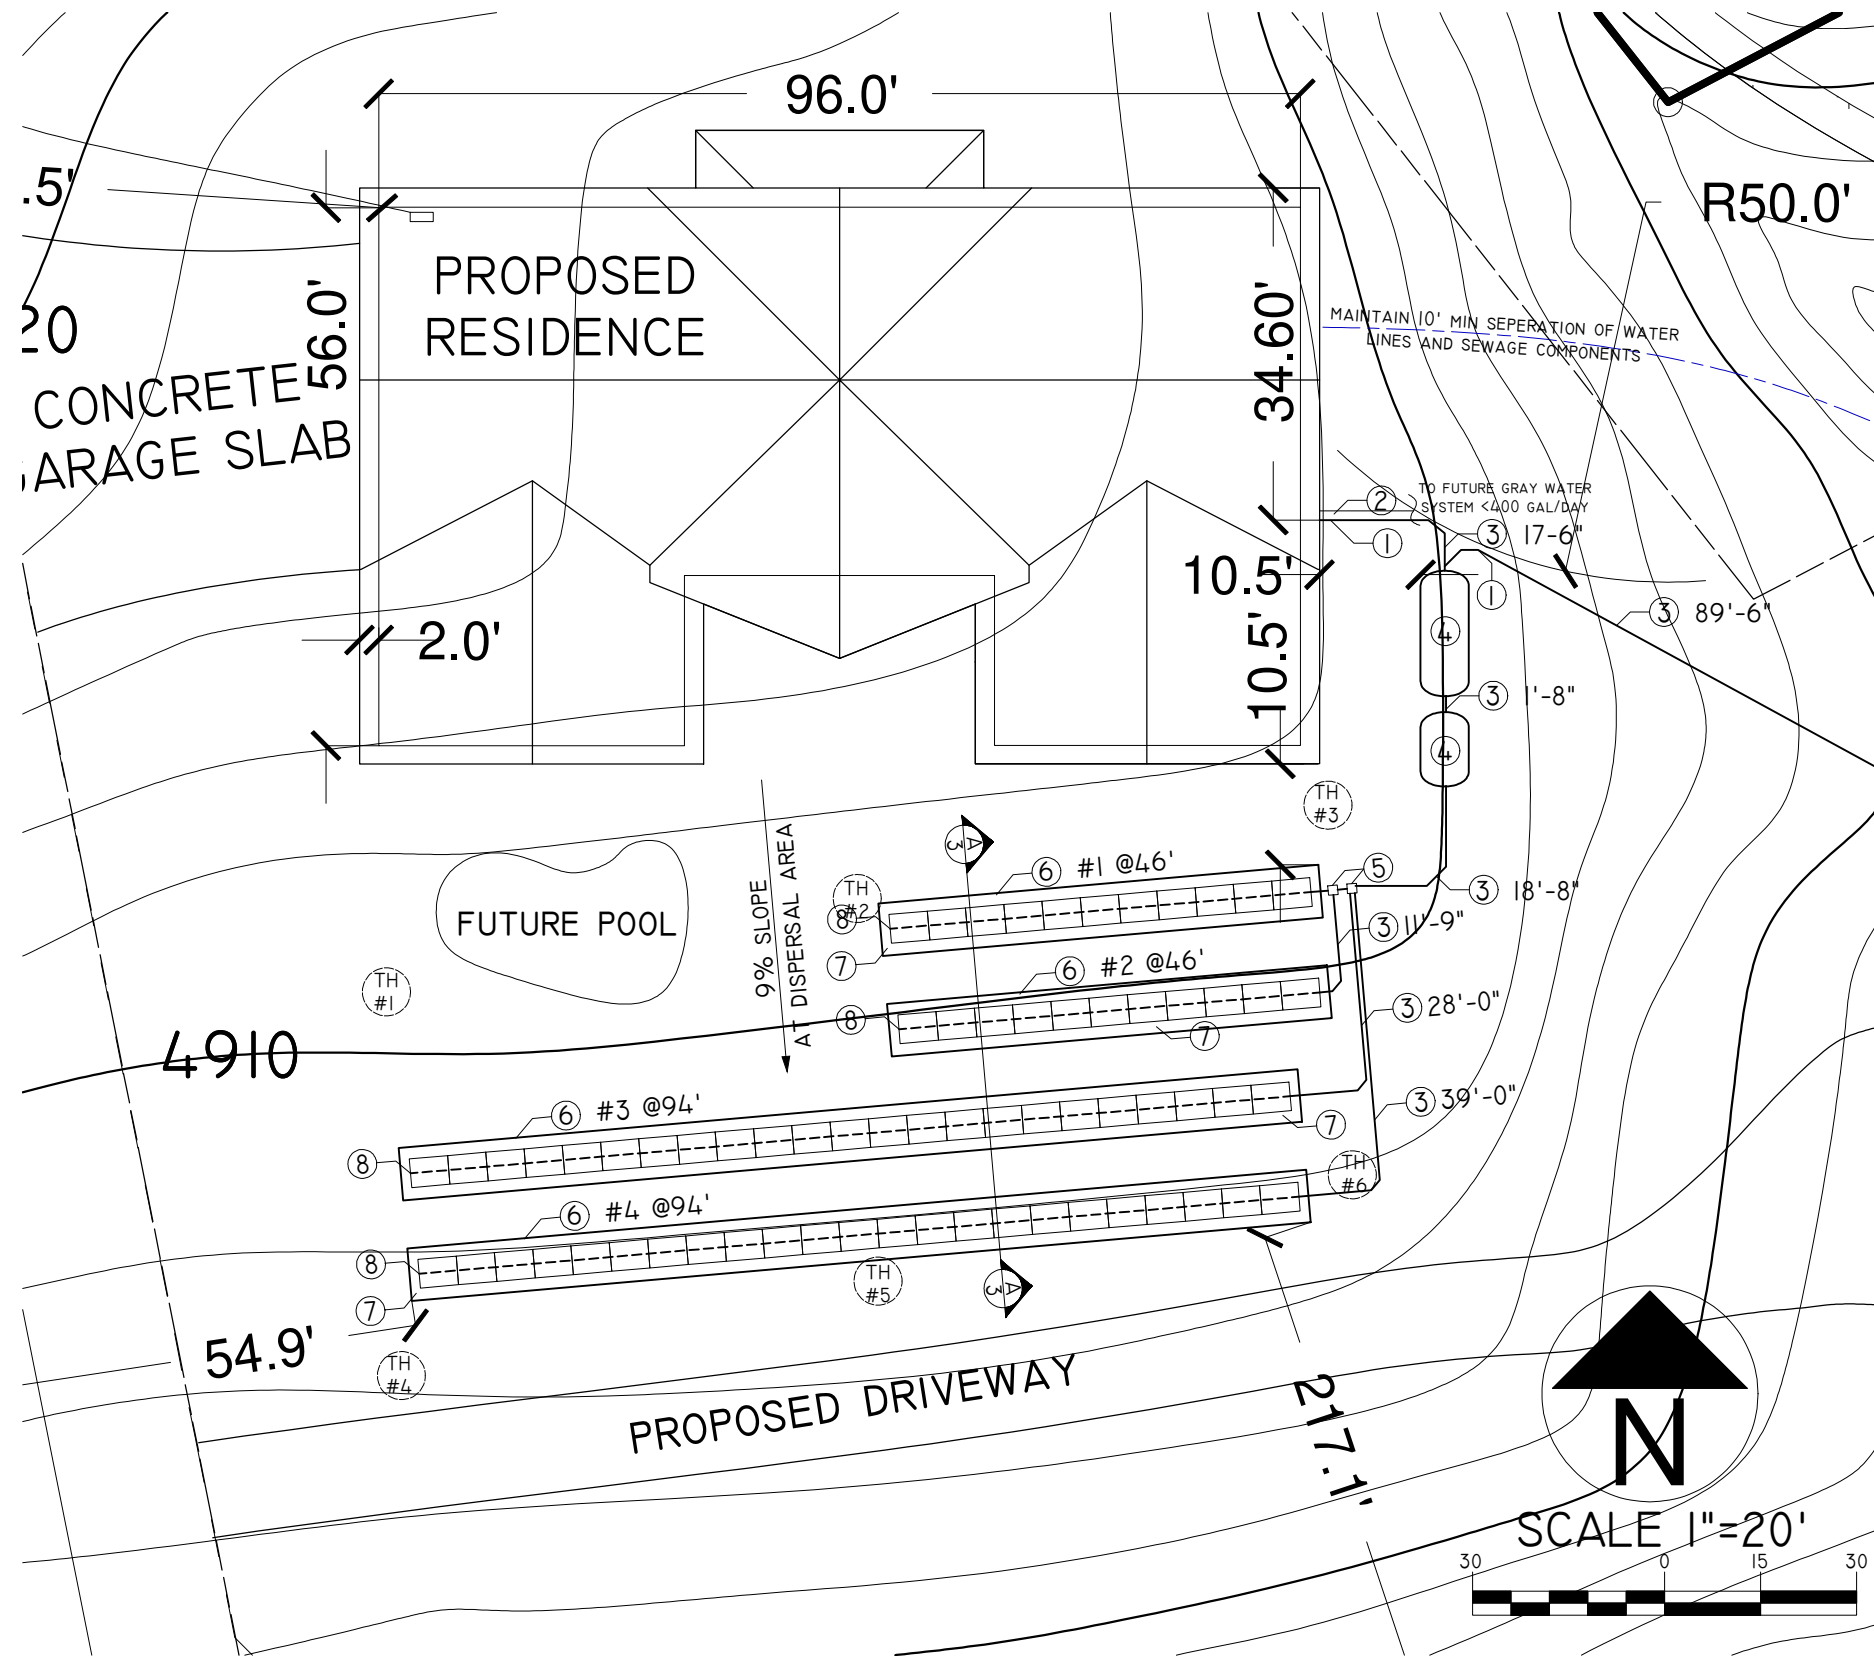 96.0'
.5'
R50.0'
PROPOSED
RESIDENCE
56.0'
34.60'
20
CONCRETE
GARAGE SLAB
MAINTAIN 10' MIN SEPERATION OF WATER
LINES AND SEWAGE COMPONENTS
2
TO FUTURE GRAY WATER
SYSTEM <400 GAL/DAY
1
3 17-6"
10.5'
1
3 89'-6"
4
2.0'
10.5'
3 1'-8"
4
TH
#3
9% SLOPE
AT DISPERSAL AREA
A
3
6 #1 @46'
5
TH
#2
8
3 18'-8"
FUTURE POOL
3 11'-9"
7
6 #2 @46'
TH
#1
8
7
3 28'-0"
4910
6 #3 @94'
3 39'-0"
7
8
TH
#6
6 #4 @94'
8
7
TH
#5
A
3
54.9'
TH
#4
PROPOSED DRIVEWAY
217.1'
N
SCALE 1"=20'
30 0 15 30